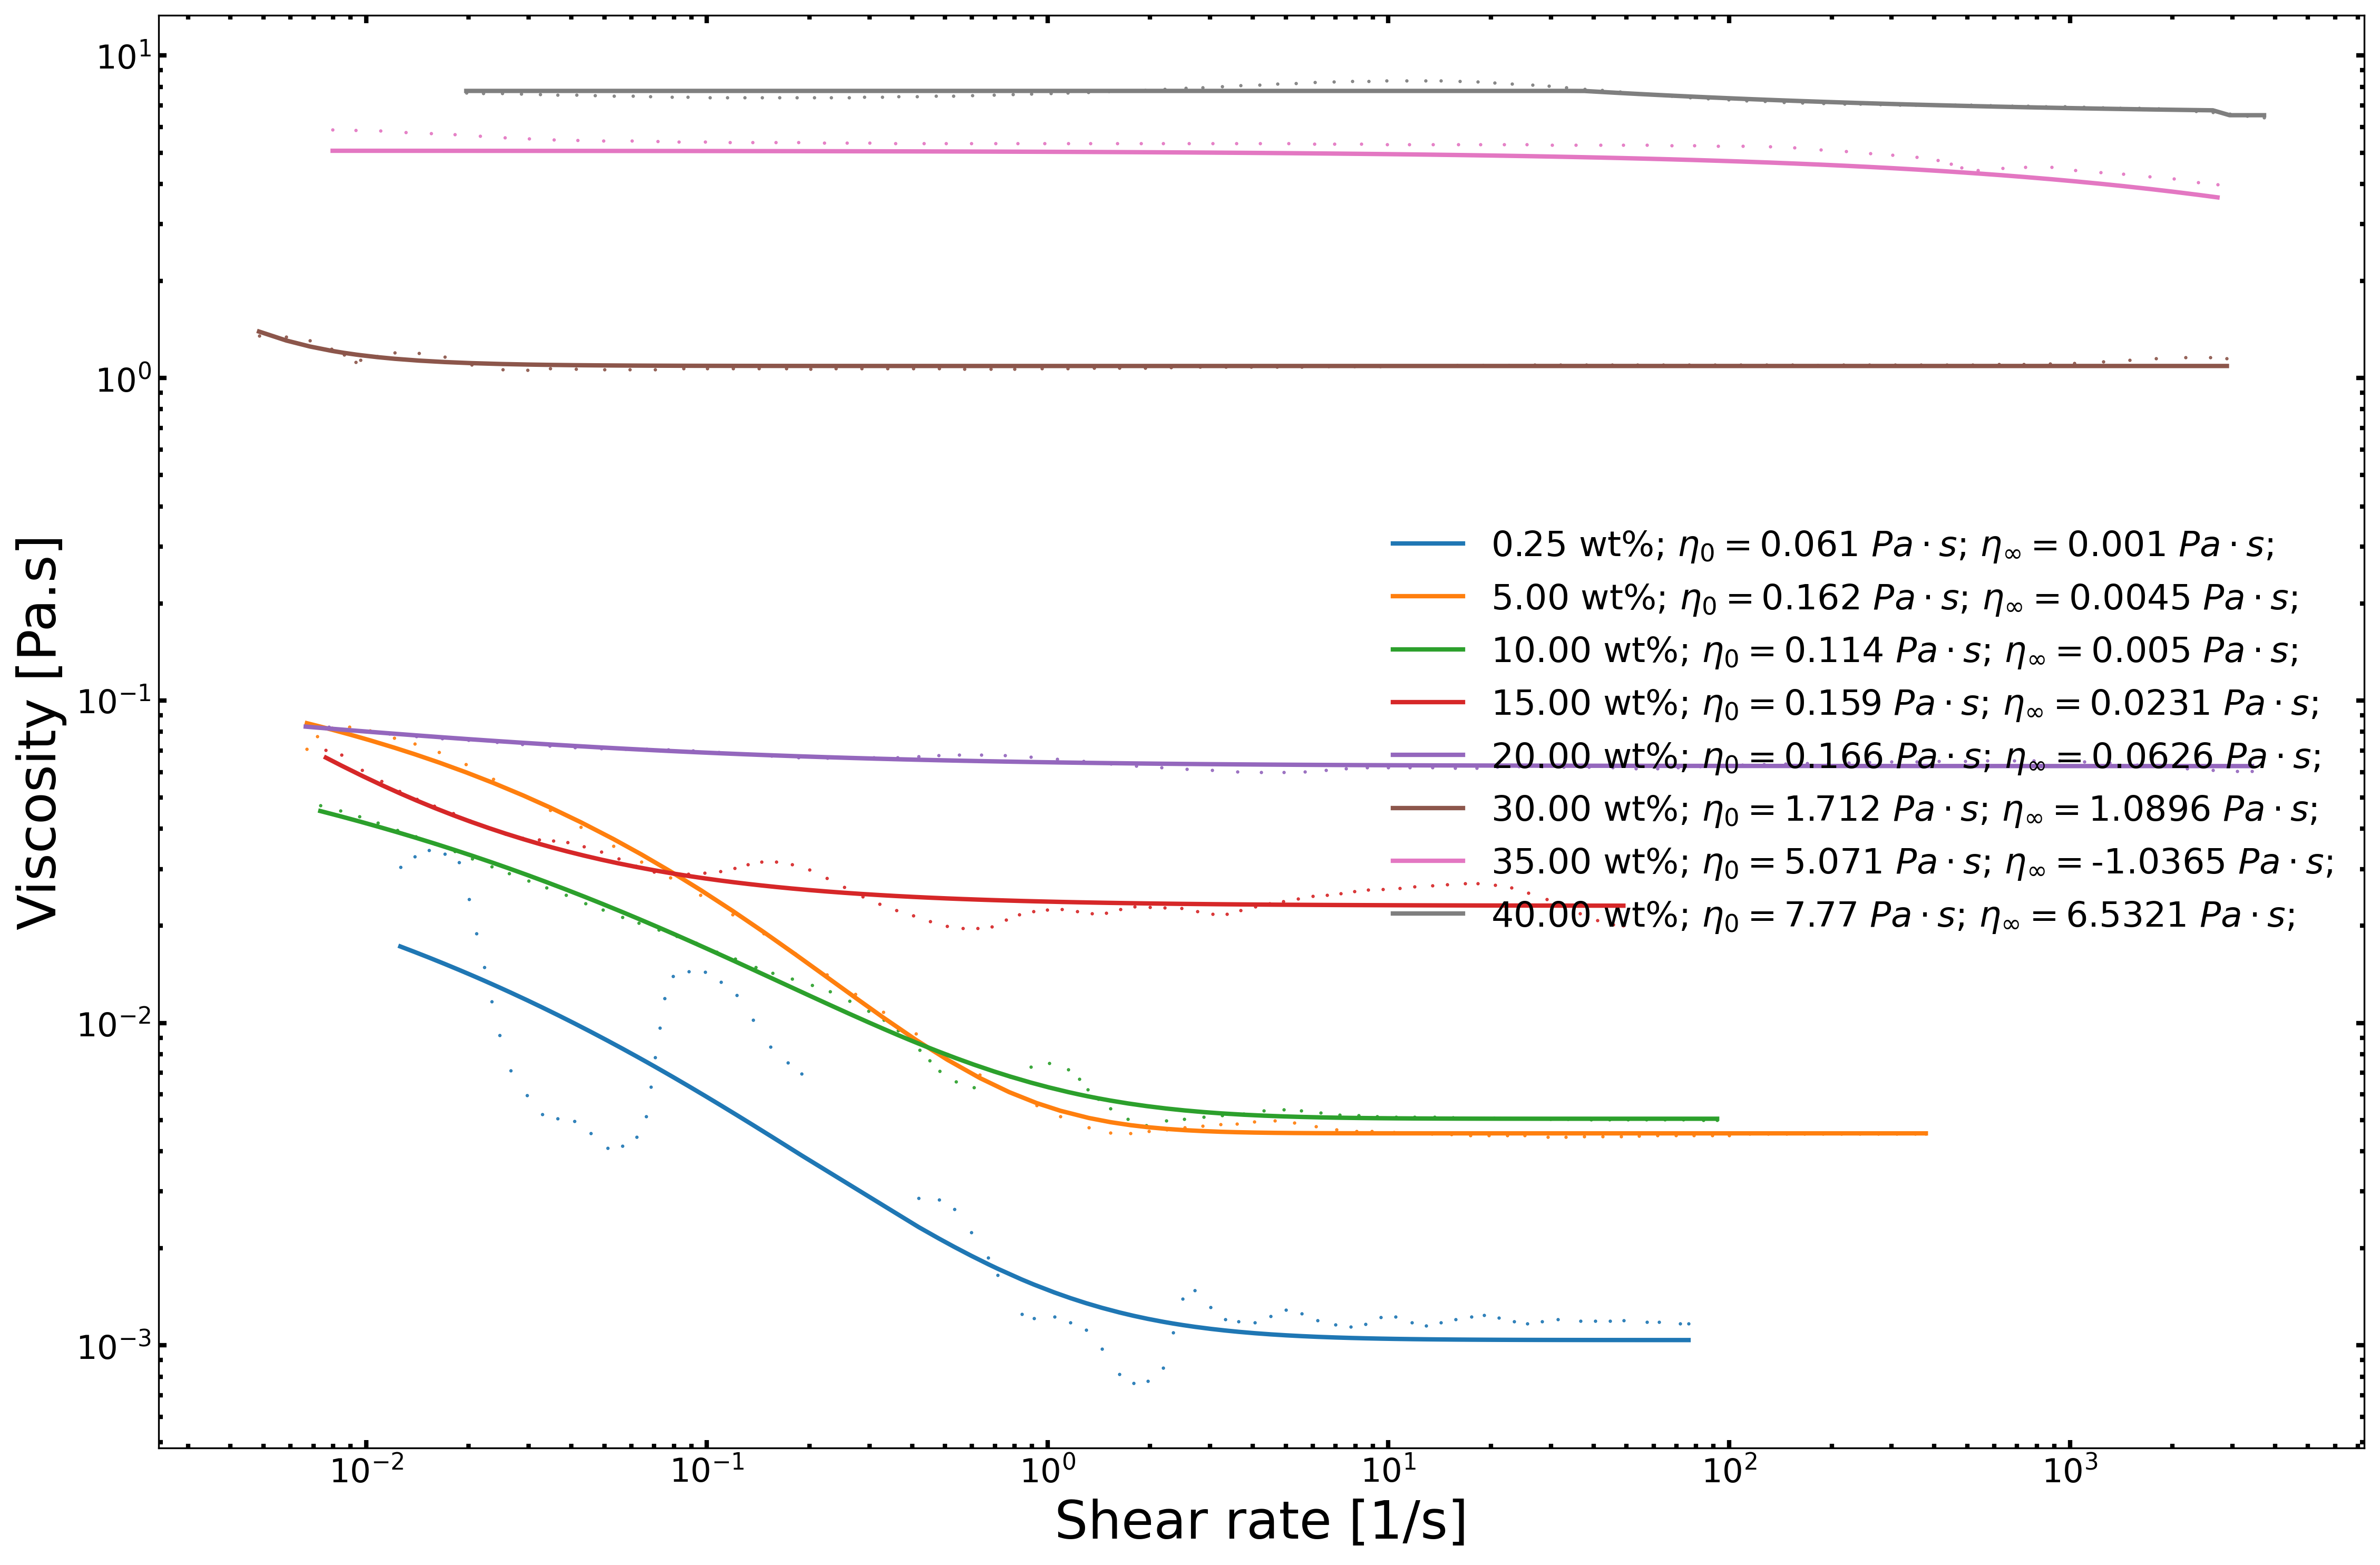 10¹
10⁰
10⁻¹
10⁻²
10⁻³
Viscosity [Pa.s]
0.25 wt%; η₀ = 0.061 Pa · s; η∞ = 0.001 Pa · s;
5.00 wt%; η₀ = 0.162 Pa · s; η∞ = 0.0045 Pa · s;
10.00 wt%; η₀ = 0.114 Pa · s; η∞ = 0.005 Pa · s;
15.00 wt%; η₀ = 0.159 Pa · s; η∞ = 0.0231 Pa · s;
20.00 wt%; η₀ = 0.166 Pa · s; η∞ = 0.0626 Pa · s;
30.00 wt%; η₀ = 1.712 Pa · s; η∞ = 1.0896 Pa · s;
35.00 wt%; η₀ = 5.071 Pa · s; η∞ = -1.0365 Pa · s;
40.00 wt%; η₀ = 7.77 Pa · s; η∞ = 6.5321 Pa · s;
10⁻² 10⁻¹ 10⁰ 10¹ 10² 10³
Shear rate [1/s]